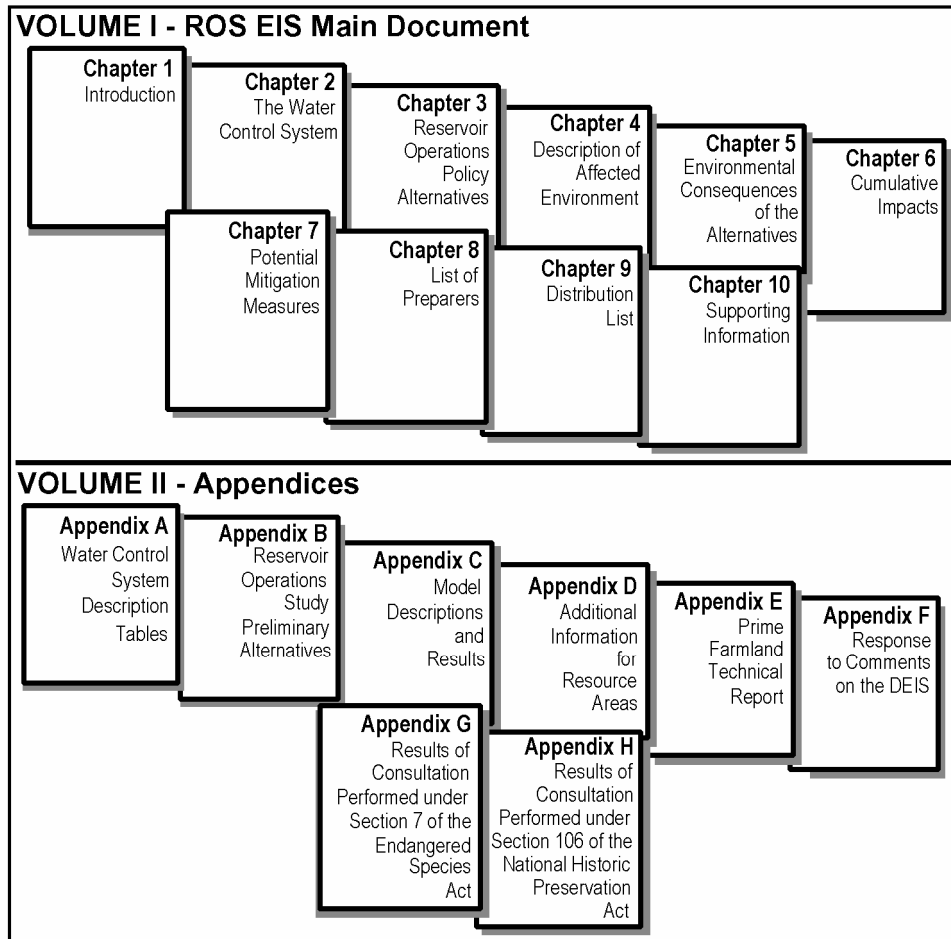 VOLUME I - ROS EIS Main Document
Chapter 1
Introduction
Chapter 2
The Water
Control System
Chapter 3
Reservoir
Operations
Policy
Alternatives
Chapter 4
Description of
Affected
Environment
Chapter 5
Environmental
Consequences
of the
Alternatives
Chapter 6
Cumulative
Impacts
Chapter 7
Potential
Mitigation
Measures
Chapter 8
List of
Preparers
Chapter 9
Distribution
List
Chapter 10
Supporting
Information
VOLUME II - Appendices
Appendix A
Water Control
System
Description
Tables
Appendix B
Reservoir
Operations
Study
Preliminary
Alternatives
Appendix C
Model
Descriptions
and
Results
Appendix D
Additional
Information
for
Resource
Areas
Appendix E
Prime
Farmland
Technical
Report
Appendix F
Response
to Comments
on the DEIS
Appendix G
Results of
Consultation
Performed under
Section 7 of the
Endangered
Species
Act
Appendix H
Results of
Consultation
Performed under
Section 106 of the
National Historic
Preservation
Act